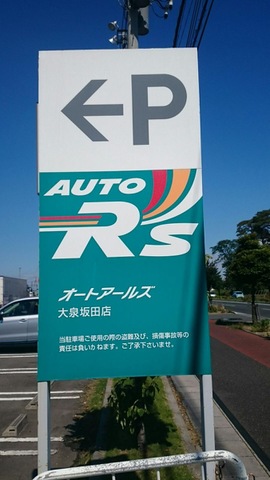 ←P
AUTO
RS
オートアールズ
大泉坂田店
当駐車場ご使用の際の盗難及び、損傷事故等の
責任は負いかねます。ご了承下さいませ。